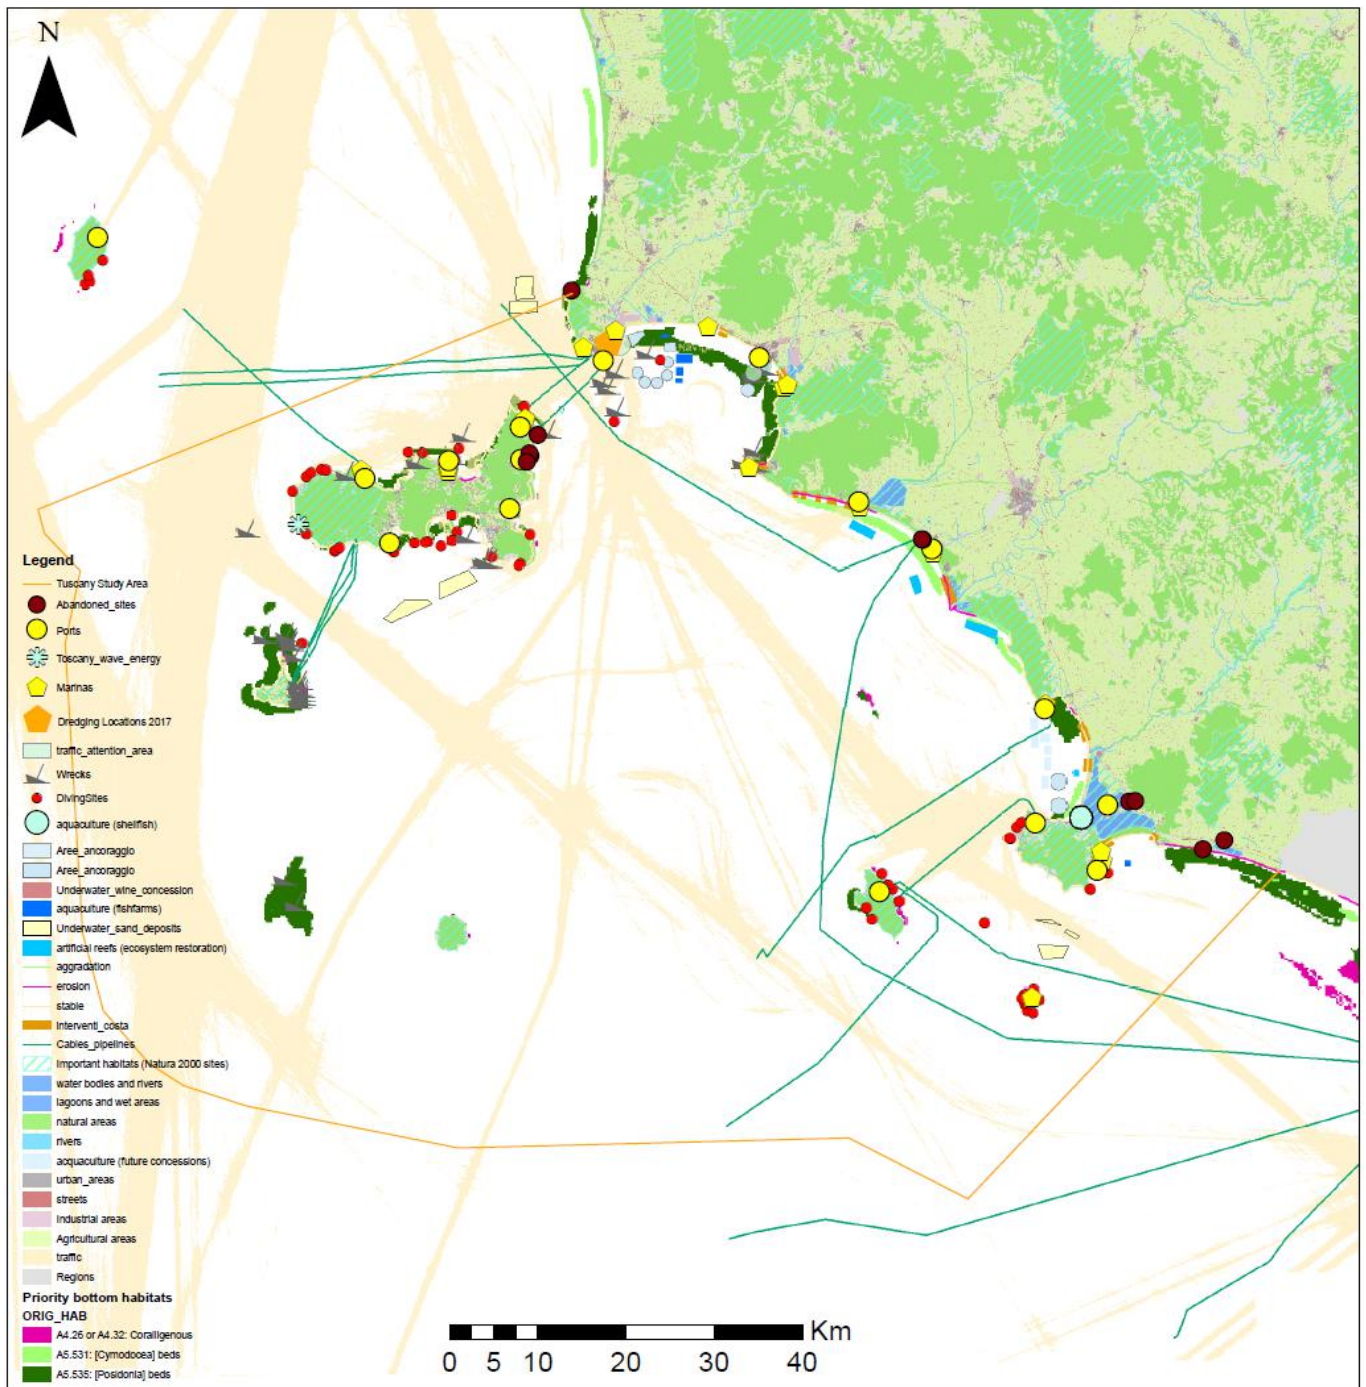 N
Legend
Tuscany Study Area
Abandoned_sites
Ports
Toscany_wave_energy
Marinas
Dredging Locations 2017
traffic_attention_area
Wrecks
DivingSites
aquaculture (shellfish)
Aree_ancoraggio
Aree_ancoraggio
Underwater_wine_concession
aquaculture (fishfarms)
Underwater_sand_deposits
artificial reefs (ecosystem restoration)
aggradation
erosion
stable
Interventi_costa
Cables_pipelines
Important habitats (Natura 2000 sites)
water bodies and rivers
lagoons and wet areas
natural areas
rivers
acquaculture (future concessions)
urban_areas
streets
Industrial areas
Agricultural areas
traffic
Regions
Priority bottom habitats
ORIG_HAB
A4.26 or A4.32: Coralligenous
A5.531: [Cymodocea] beds
A5.535: [Posidonia] beds
Km
0 5 10 20 30 40